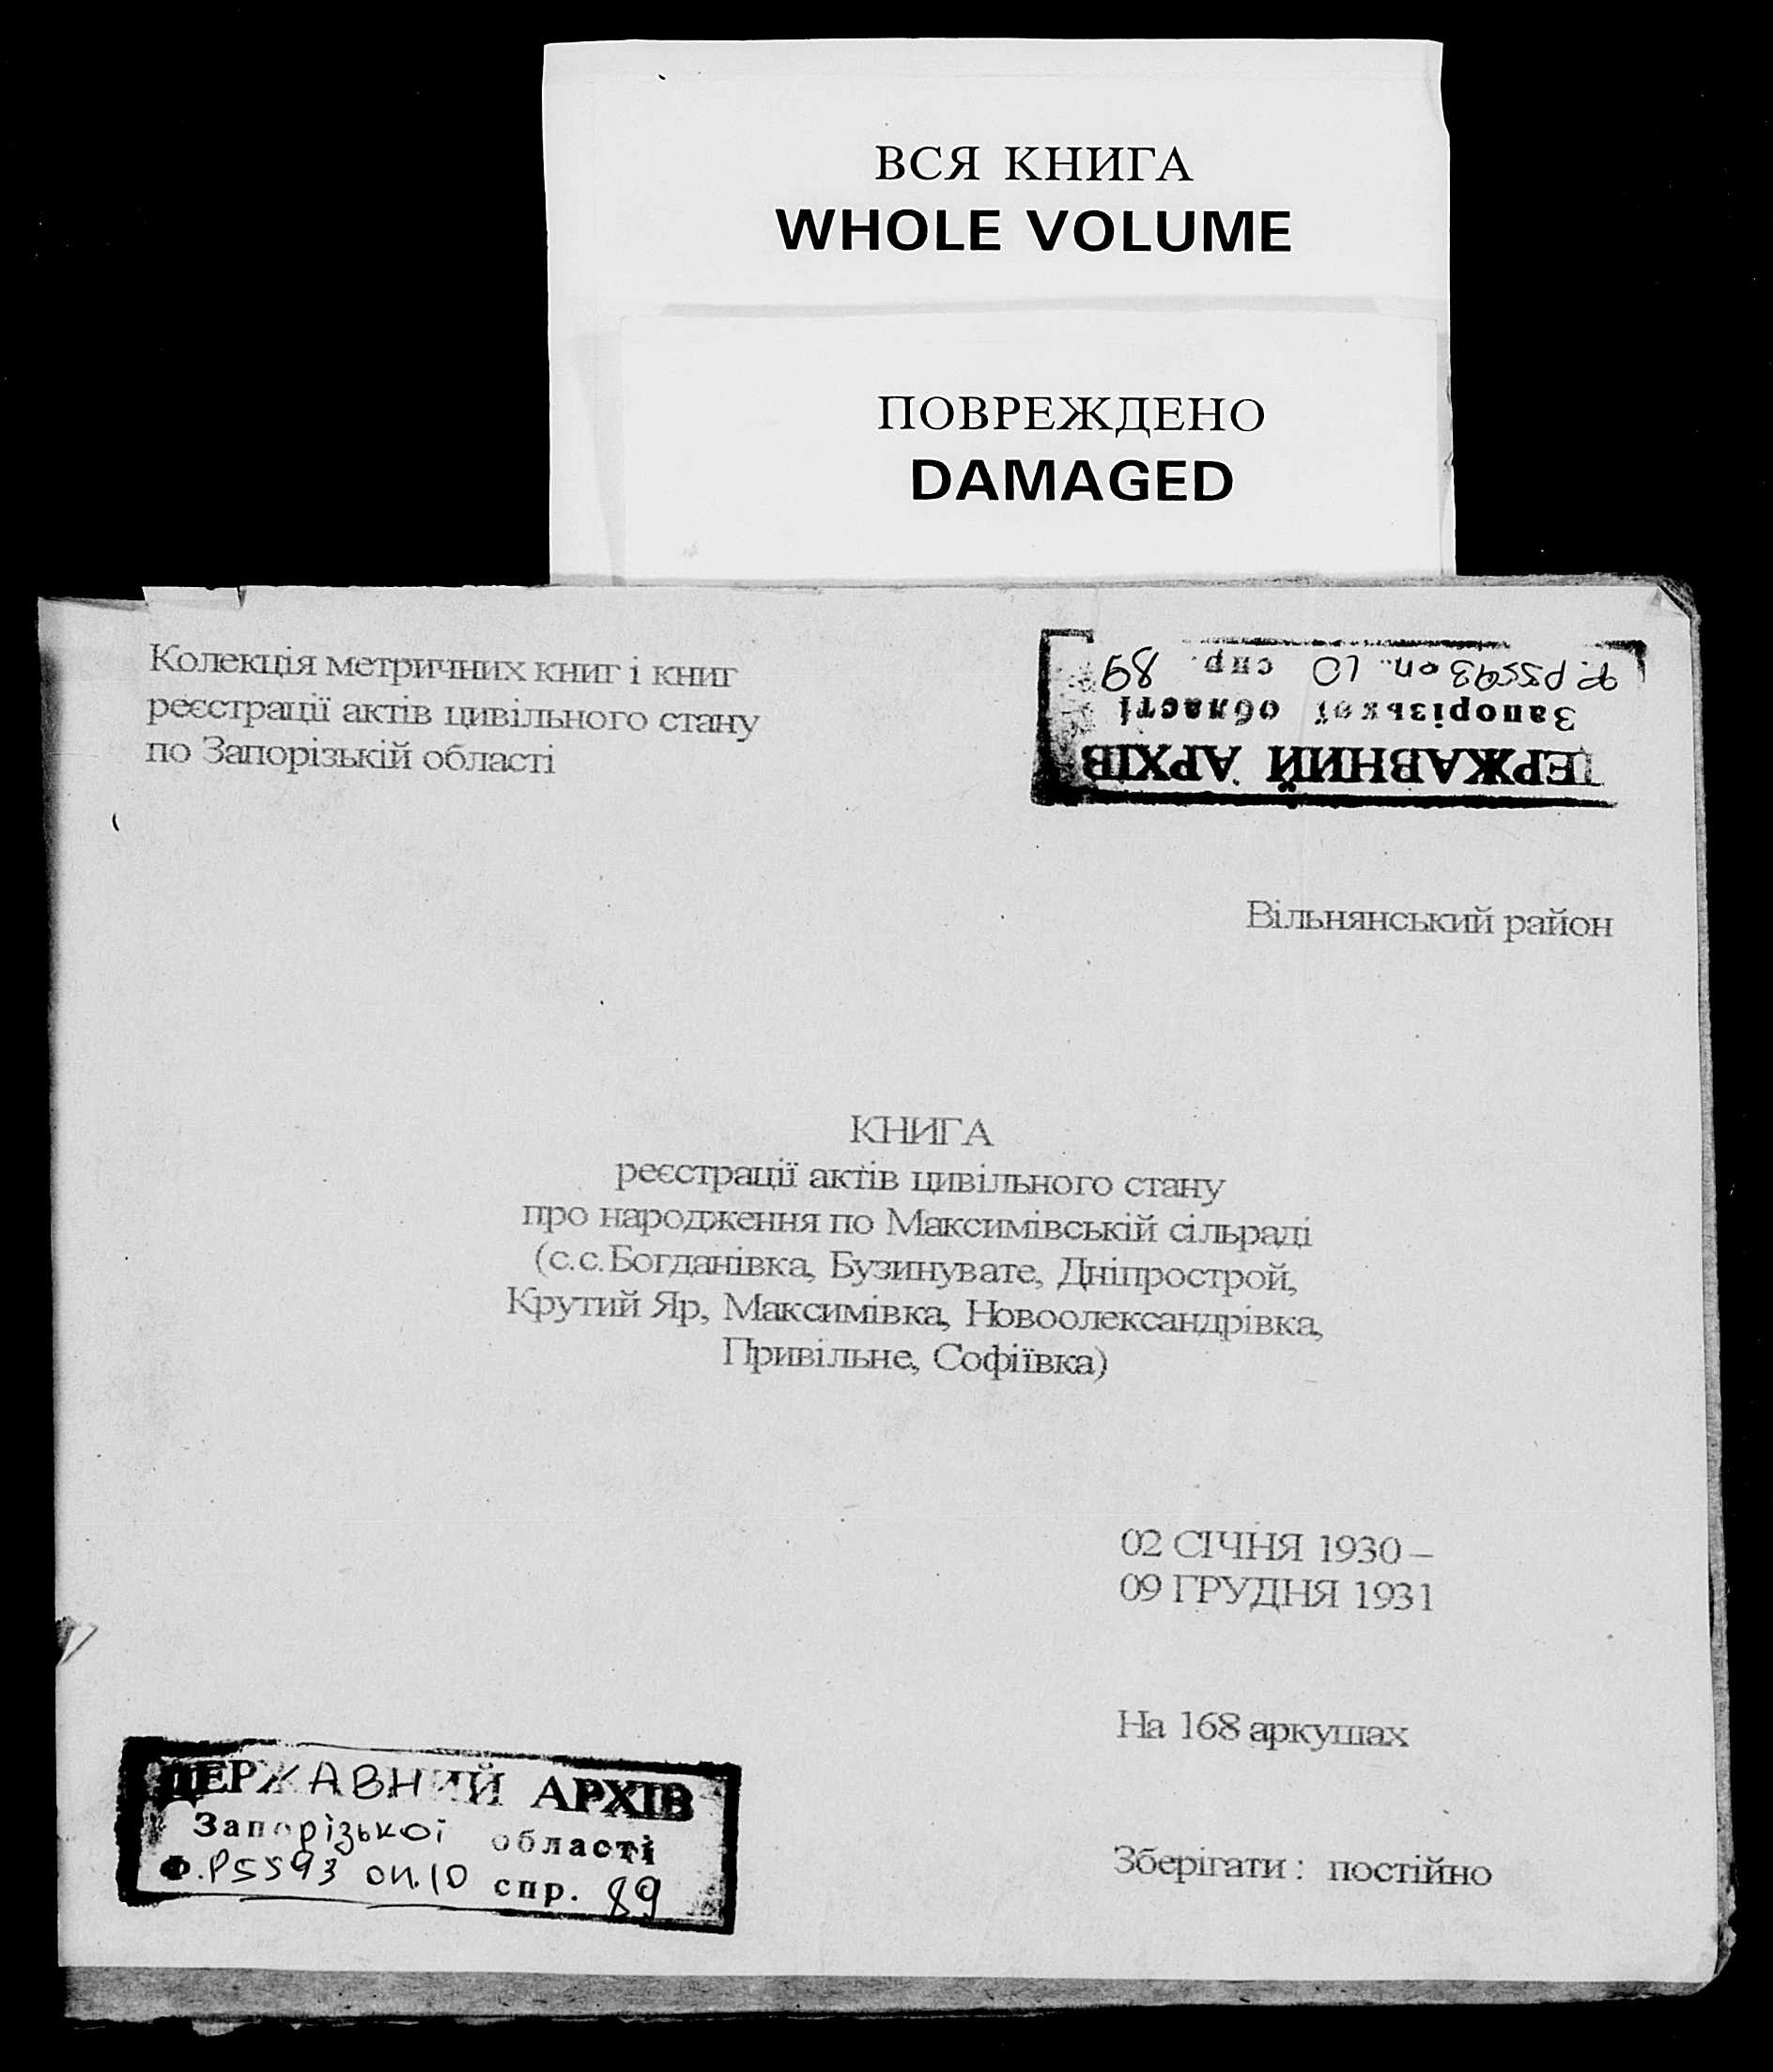 ВСЯ КНИГА
WHOLE VOLUME
ПОВРЕЖДЕНО
DAMAGED
Колекція метричних книг і книг
реєстрації актів цивільного стану
по Запорізькій області
ДЕРЖАВНИЙ АРХІВ
Запорізької області
Ф. Р5593 оп. 10 спр. 89
Вільнянський район
КНИГА
реєстрації актів цивільного стану
про народження по Максимівській сільраді
(с.с.Богданівка, Бузинувате, Дніпрострой,
Крутий Яр, Максимівка, Новоолександрівка,
Привільне, Софіївка)
02 СІЧНЯ 1930 –
09 ГРУДНЯ 1931
На 168 аркушах
Зберігати : постійно
ДЕРЖАВНИЙ АРХІВ
Запорізької області
Ф.Р5593 оп.10 спр. 89